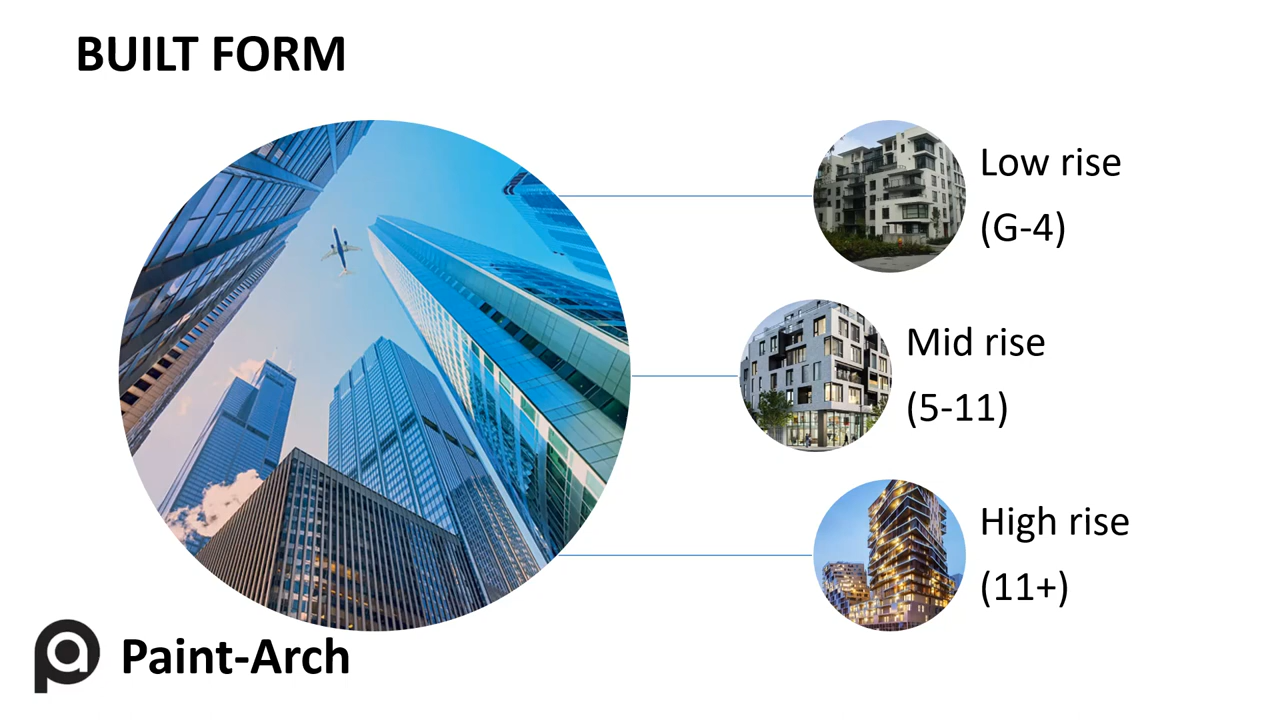 BUILT FORM
Low rise
(G-4)
Mid rise
(5-11)
High rise
(11+)
Paint-Arch